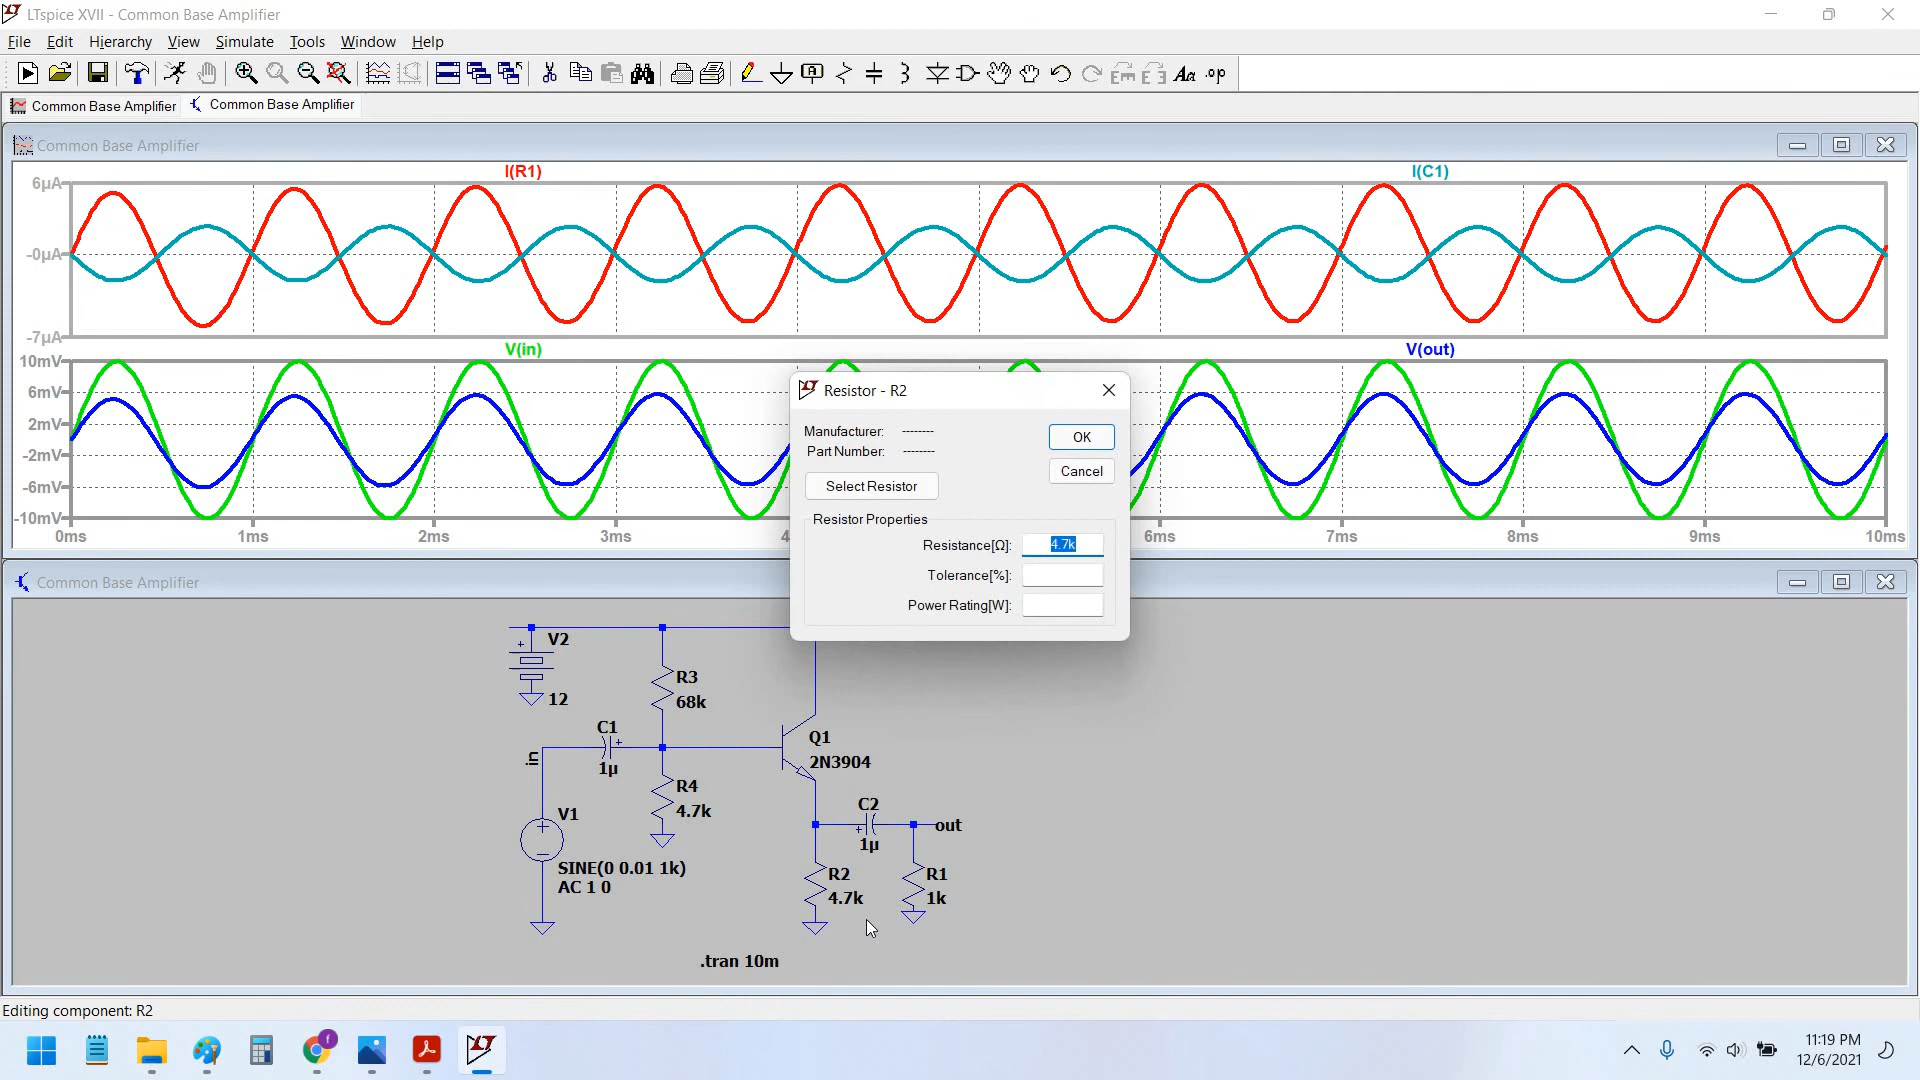 LTspice XVII - Common Base Amplifier
File Edit Hierarchy View Simulate Tools Window Help
Aa .op
Common Base Amplifier Common Base Amplifier
Common Base Amplifier
I(R1) I(C1)
6µA
-0µA
-7µA
V(in) V(out)
10mV
6mV
2mV
-2mV
-6mV
-10mV
0ms 1ms 2ms 3ms 4 6ms 7ms 8ms 9ms 10ms
Resistor - R2
Manufacturer: --------
OK
Part Number: --------
Cancel
Select Resistor
Resistor Properties
Resistance[Ω]: 4.7k
Tolerance[%]:
Power Rating[W]:
Common Base Amplifier
V2
12
R3
68k
C1
1µ
in
Q1
2N3904
R4
4.7k
V1
SINE(0 0.01 1k)
AC 1 0
C2
1µ
out
R2
4.7k
R1
1k
.tran 10m
Editing component: R2
f
LT
11:19 PM
12/6/2021